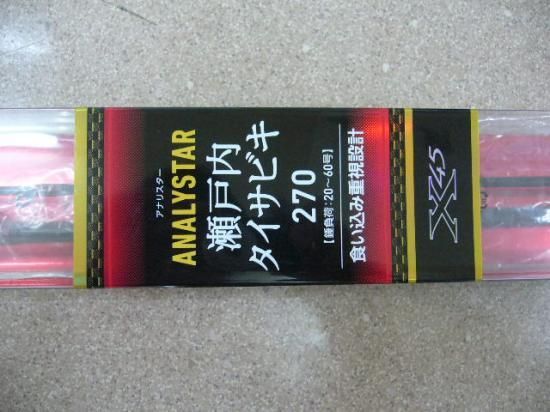 アナリスター
ANALYSTAR
瀬戸内
タイサビキ
270
【錘負荷:20~60号】
食い込み重視設計
X45